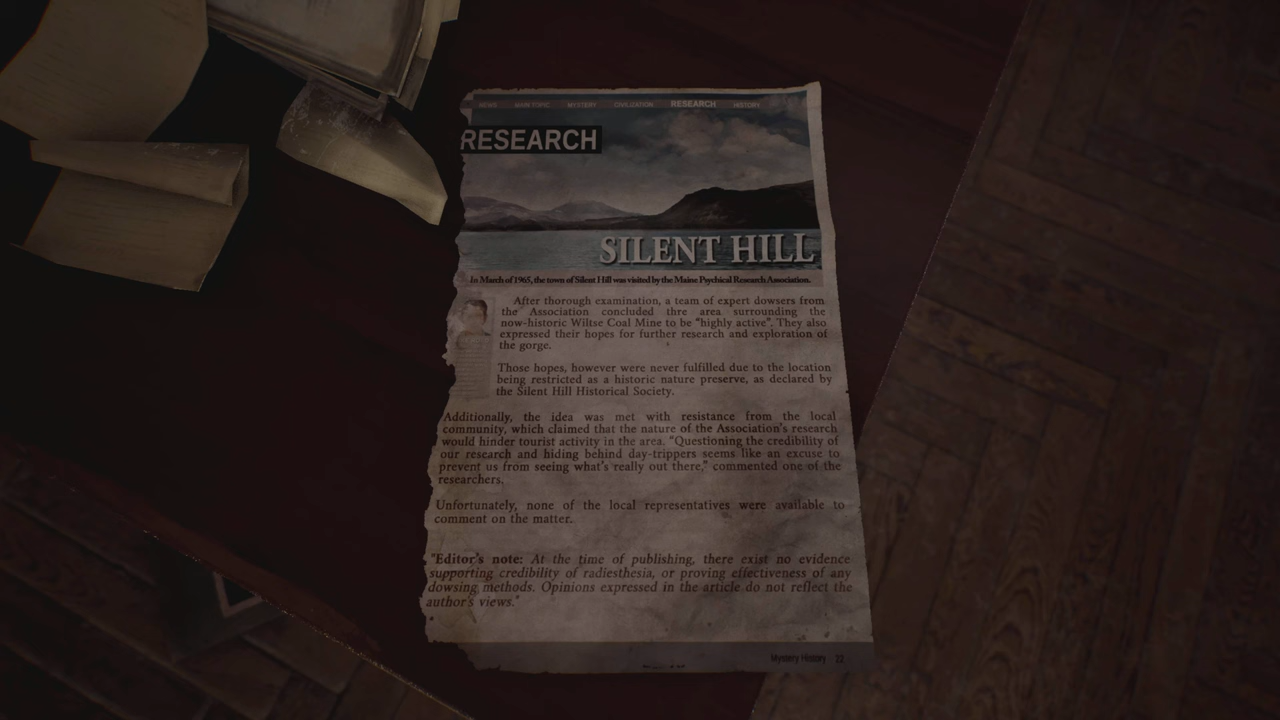 NEWS MAIN TOPIC MYSTERY CIVILIZATION RESEARCH HISTORY
RESEARCH
SILENT HILL
In March of 1965, the town of Silent Hill was visited by the Maine Psychical Research Association.
After thorough examination, a team of expert dowsers from
the Association concluded thre area surrounding the
now-historic Wiltse Coal Mine to be "highly active". They also
expressed their hopes for further research and exploration of
the gorge.
Those hopes, however were never fulfilled due to the location
being restricted as a historic nature preserve, as declared by
the Silent Hill Historical Society.
Additionally, the idea was met with resistance from the local
community, which claimed that the nature of the Association's research
would hinder tourist activity in the area. "Questioning the credibility of
our research and hiding behind day-trippers seems like an excuse to
prevent us from seeing what's really out there," commented one of the
researchers.
Unfortunately, none of the local representatives were available to
comment on the matter.
"Editor's note: At the time of publishing, there exist no evidence
supporting credibility of radiesthesia, or proving effectiveness of any
dowsing methods. Opinions expressed in the article do not reflect the
author's views."
Mystery History 22